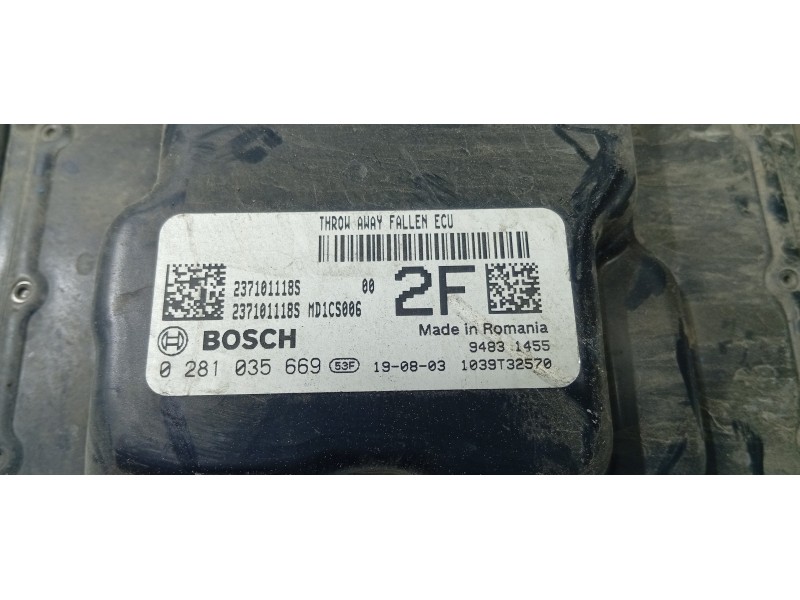 THROW AWAY FALLEN ECU
237101118S 00
237101118S MD1CS006
2F
BOSCH
Made in Romania
9483 1455
0 281 035 669 53F 19-08-03 1039T32570